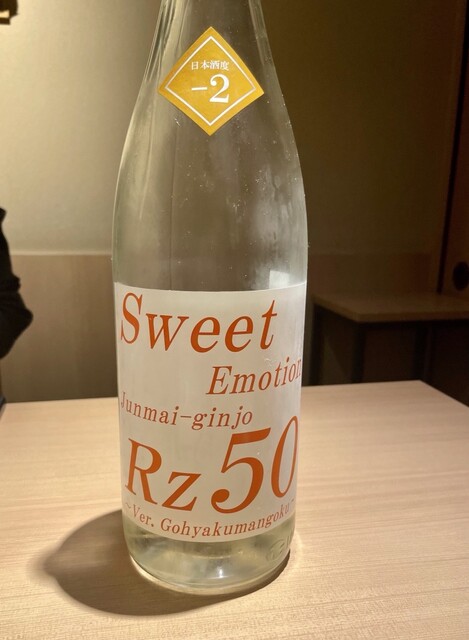 日本酒度
-2
Sweet
Emotion
Junmai-ginjo
Rz50
~Ver. Gohyakumangoku~